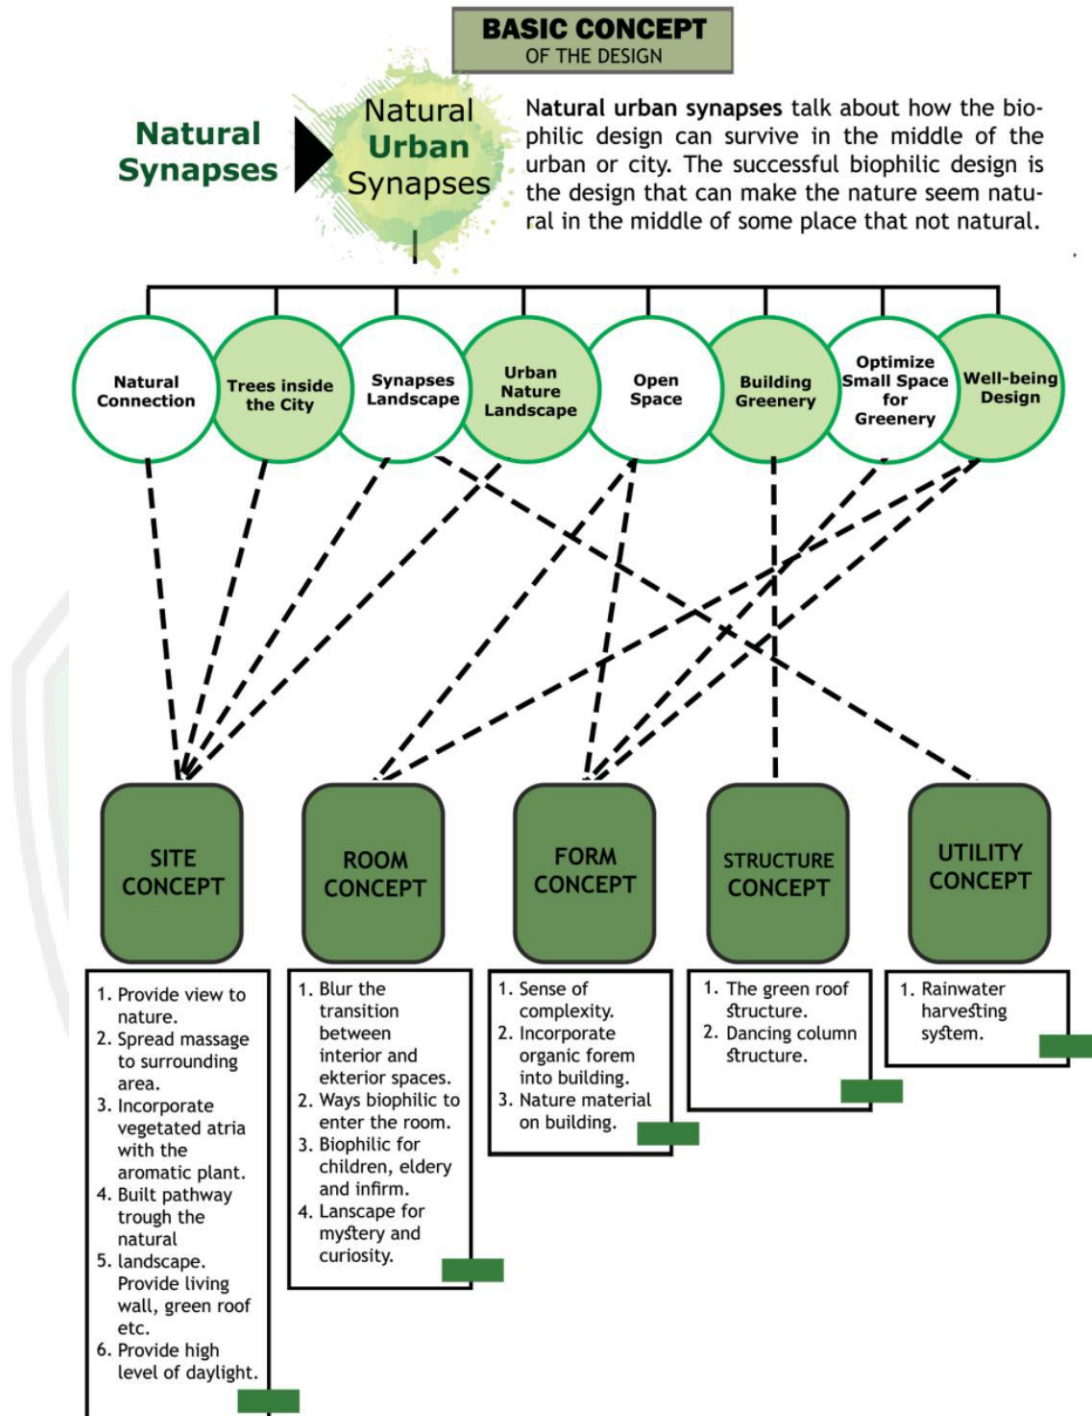 BASIC CONCEPT
OF THE DESIGN
Natural
Synapses
Natural
Urban
Synapses
Natural urban synapses talk about how the bio-
philic design can survive in the middle of the
urban or city. The successful biophilic design is
the design that can make the nature seem natu-
ral in the middle of some place that not natural.
Natural
Connection
Trees inside
the City
Synapses
Landscape
Urban
Nature
Landscape
Open
Space
Building
Greenery
Optimize
Small Space
for
Greenery
Well-being
Design
SITE
CONCEPT
ROOM
CONCEPT
FORM
CONCEPT
STRUCTURE
CONCEPT
UTILITY
CONCEPT
1. Provide view to
nature.
2. Spread massage
to surrounding
area.
3. Incorporate
vegetated atria
with the
aromatic plant.
4. Built pathway
trough the
natural
5. landscape.
Provide living
wall, green roof
etc.
6. Provide high
level of daylight.
1. Blur the
transition
between
interior and
ekterior spaces.
2. Ways biophilic to
enter the room.
3. Biophilic for
children, eldery
and infirm.
4. Lanscape for
mystery and
curiosity.
1. Sense of
complexity.
2. Incorporate
organic forem
into building.
3. Nature material
on building.
1. The green roof
structure.
2. Dancing column
structure.
1. Rainwater
harvesting
system.